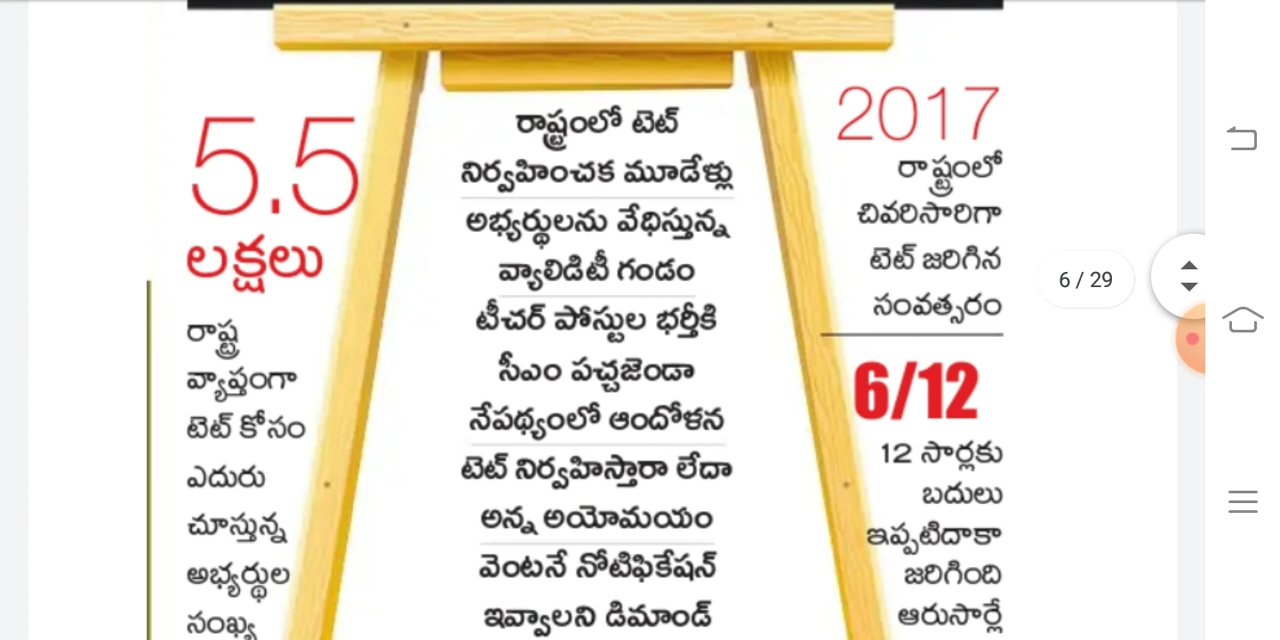 5.5
లక్షలు
రాష్ట్ర
వ్యాప్తంగా
టెట్ కోసం
ఎదురు
చూస్తున్న
అభ్యర్థుల
సంఖ్య
రాష్ట్రంలో టెట్
నిర్వహించక మూడేళ్లు
అభ్యర్థులను వేధిస్తున్న
వ్యాలిడిటీ గండం
టీచర్ పోస్టుల భర్తీకి
సీఎం పచ్చజెండా
నేపథ్యంలో ఆందోళన
టెట్ నిర్వహిస్తారా లేదా
అన్న అయోమయం
వెంటనే నోటిఫికేషన్
ఇవ్వాలని డిమాండ్
2017
రాష్ట్రంలో
చివరిసారిగా
టెట్ జరిగిన
సంవత్సరం
6/12
12 సార్లకు
బదులు
ఇప్పటిదాకా
జరిగింది
ఆరుసార్లే
6 / 29